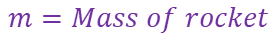 m = Mass of rocket